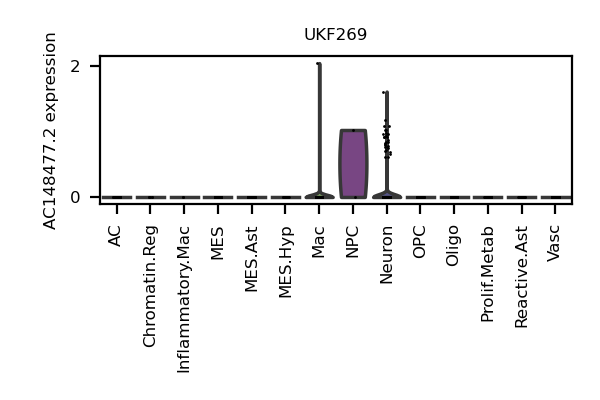 UKF269
AC148477.2 expression
2
0
AC
Chromatin.Reg
Inflammatory.Mac
MES
MES.Ast
MES.Hyp
Mac
NPC
Neuron
OPC
Oligo
Prolif.Metab
Reactive.Ast
Vasc